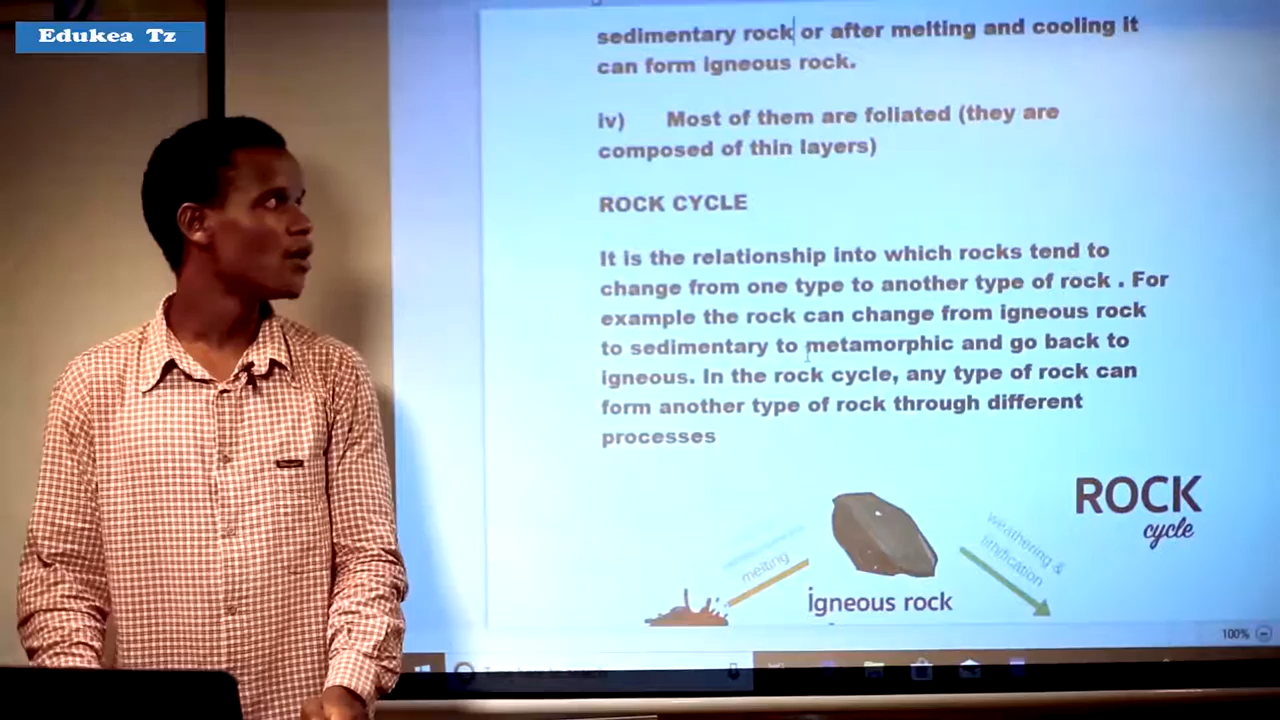 Edukea Tz
sedimentary rock or after melting and cooling it
can form igneous rock.
iv) Most of them are foliated (they are
composed of thin layers)
ROCK CYCLE
It is the relationship into which rocks tend to
change from one type to another type of rock . For
example the rock can change from igneous rock
to sedimentary to metamorphic and go back to
igneous. In the rock cycle, any type of rock can
form another type of rock through different
processes
ROCK
cycle
melting
weathering &
lithification
igneous rock
100%